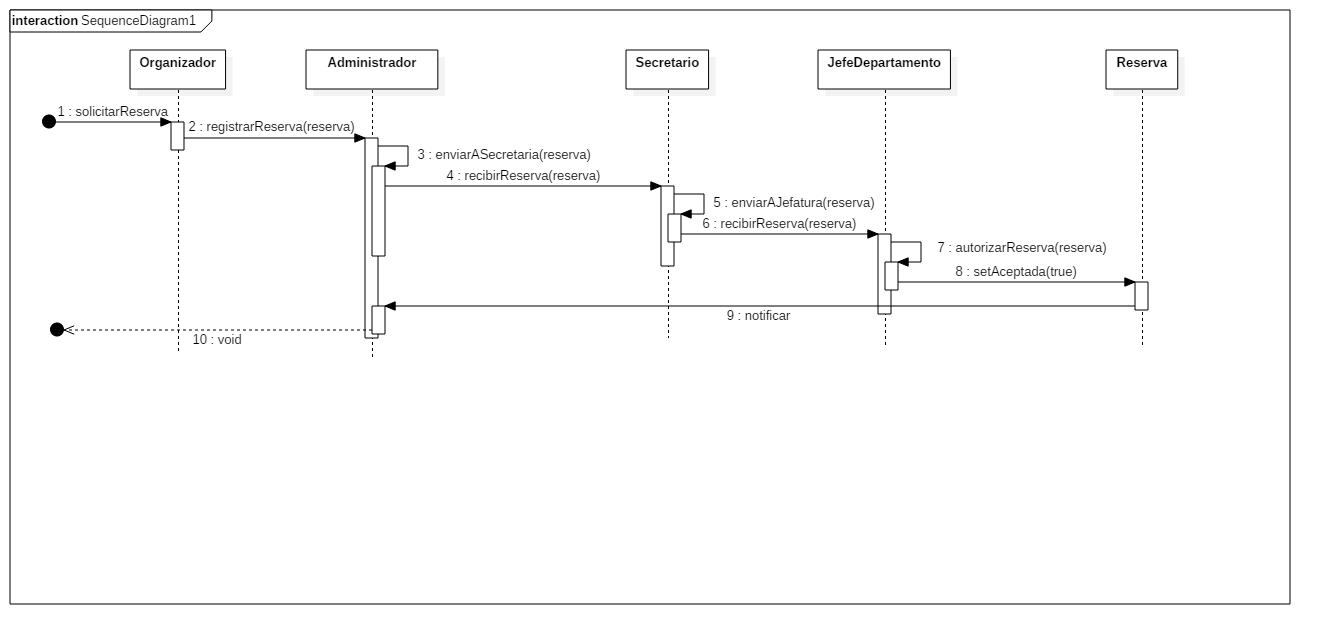 interaction SequenceDiagram1
Organizador
Administrador
Secretario
JefeDepartamento
Reserva
1 : solicitarReserva
2 : registrarReserva(reserva)
3 : enviarASecretaria(reserva)
4 : recibirReserva(reserva)
5 : enviarAJefatura(reserva)
6 : recibirReserva(reserva)
7 : autorizarReserva(reserva)
8 : setAceptada(true)
9 : notificar
10 : void